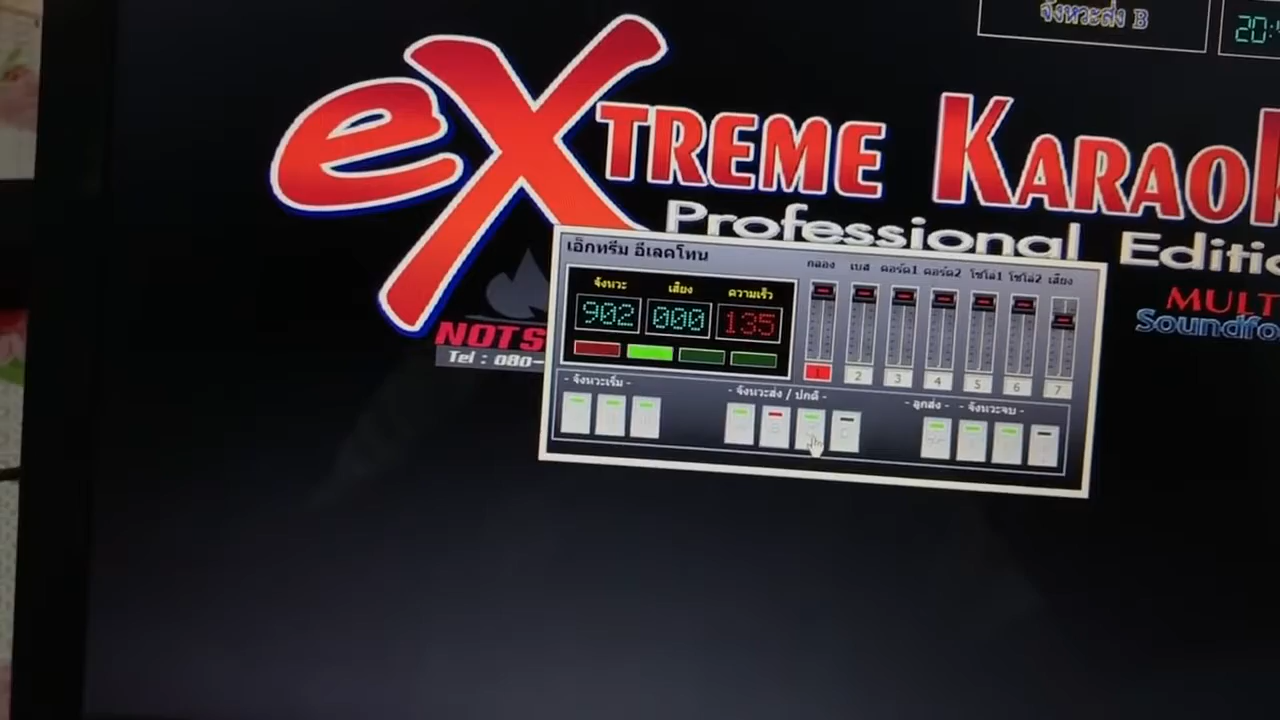 จังหวะส่ง B
20:
eXTREME KARAO
Professional Editi
MULT
Soundfo
NOTS
Tel : 080-
เอ็กทรีม อีเลคโทน
จังหวะ เสียง ความเร็ว
902 000 135
กลอง เบส คอร์ด1 คอร์ด2 โซโล่1 โซโล่2 เสียง
1 2 3 4 5 6 7
- จังหวะเริ่ม - - จังหวะส่ง / ปกติ - - ลูกส่ง - - จังหวะจบ -